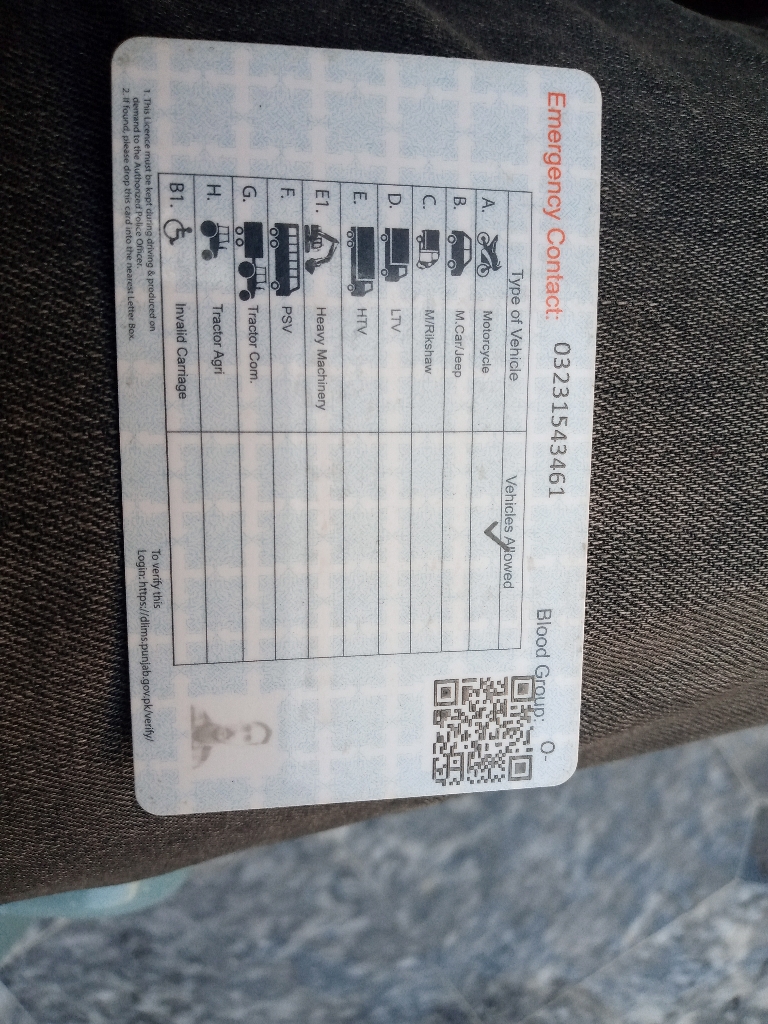 Emergency Contact: 03231543461 Blood Group: O-
Type of Vehicle Vehicles Allowed
A. Motorcycle ✓
B. M.Car/Jeep
C. M/Rikshaw
D. LTV
E. HTV
E1. Heavy Machinery
F. PSV
G. Tractor Com.
H. Tractor Agri
B1. Invalid Carriage
1. This Licence must be kept during driving & produced on
demand to the Authorized Police Officer.
2. If found, please drop this card into the nearest Letter Box.
To verify this
Login: https://dlims.punjab.gov.pk/verify/